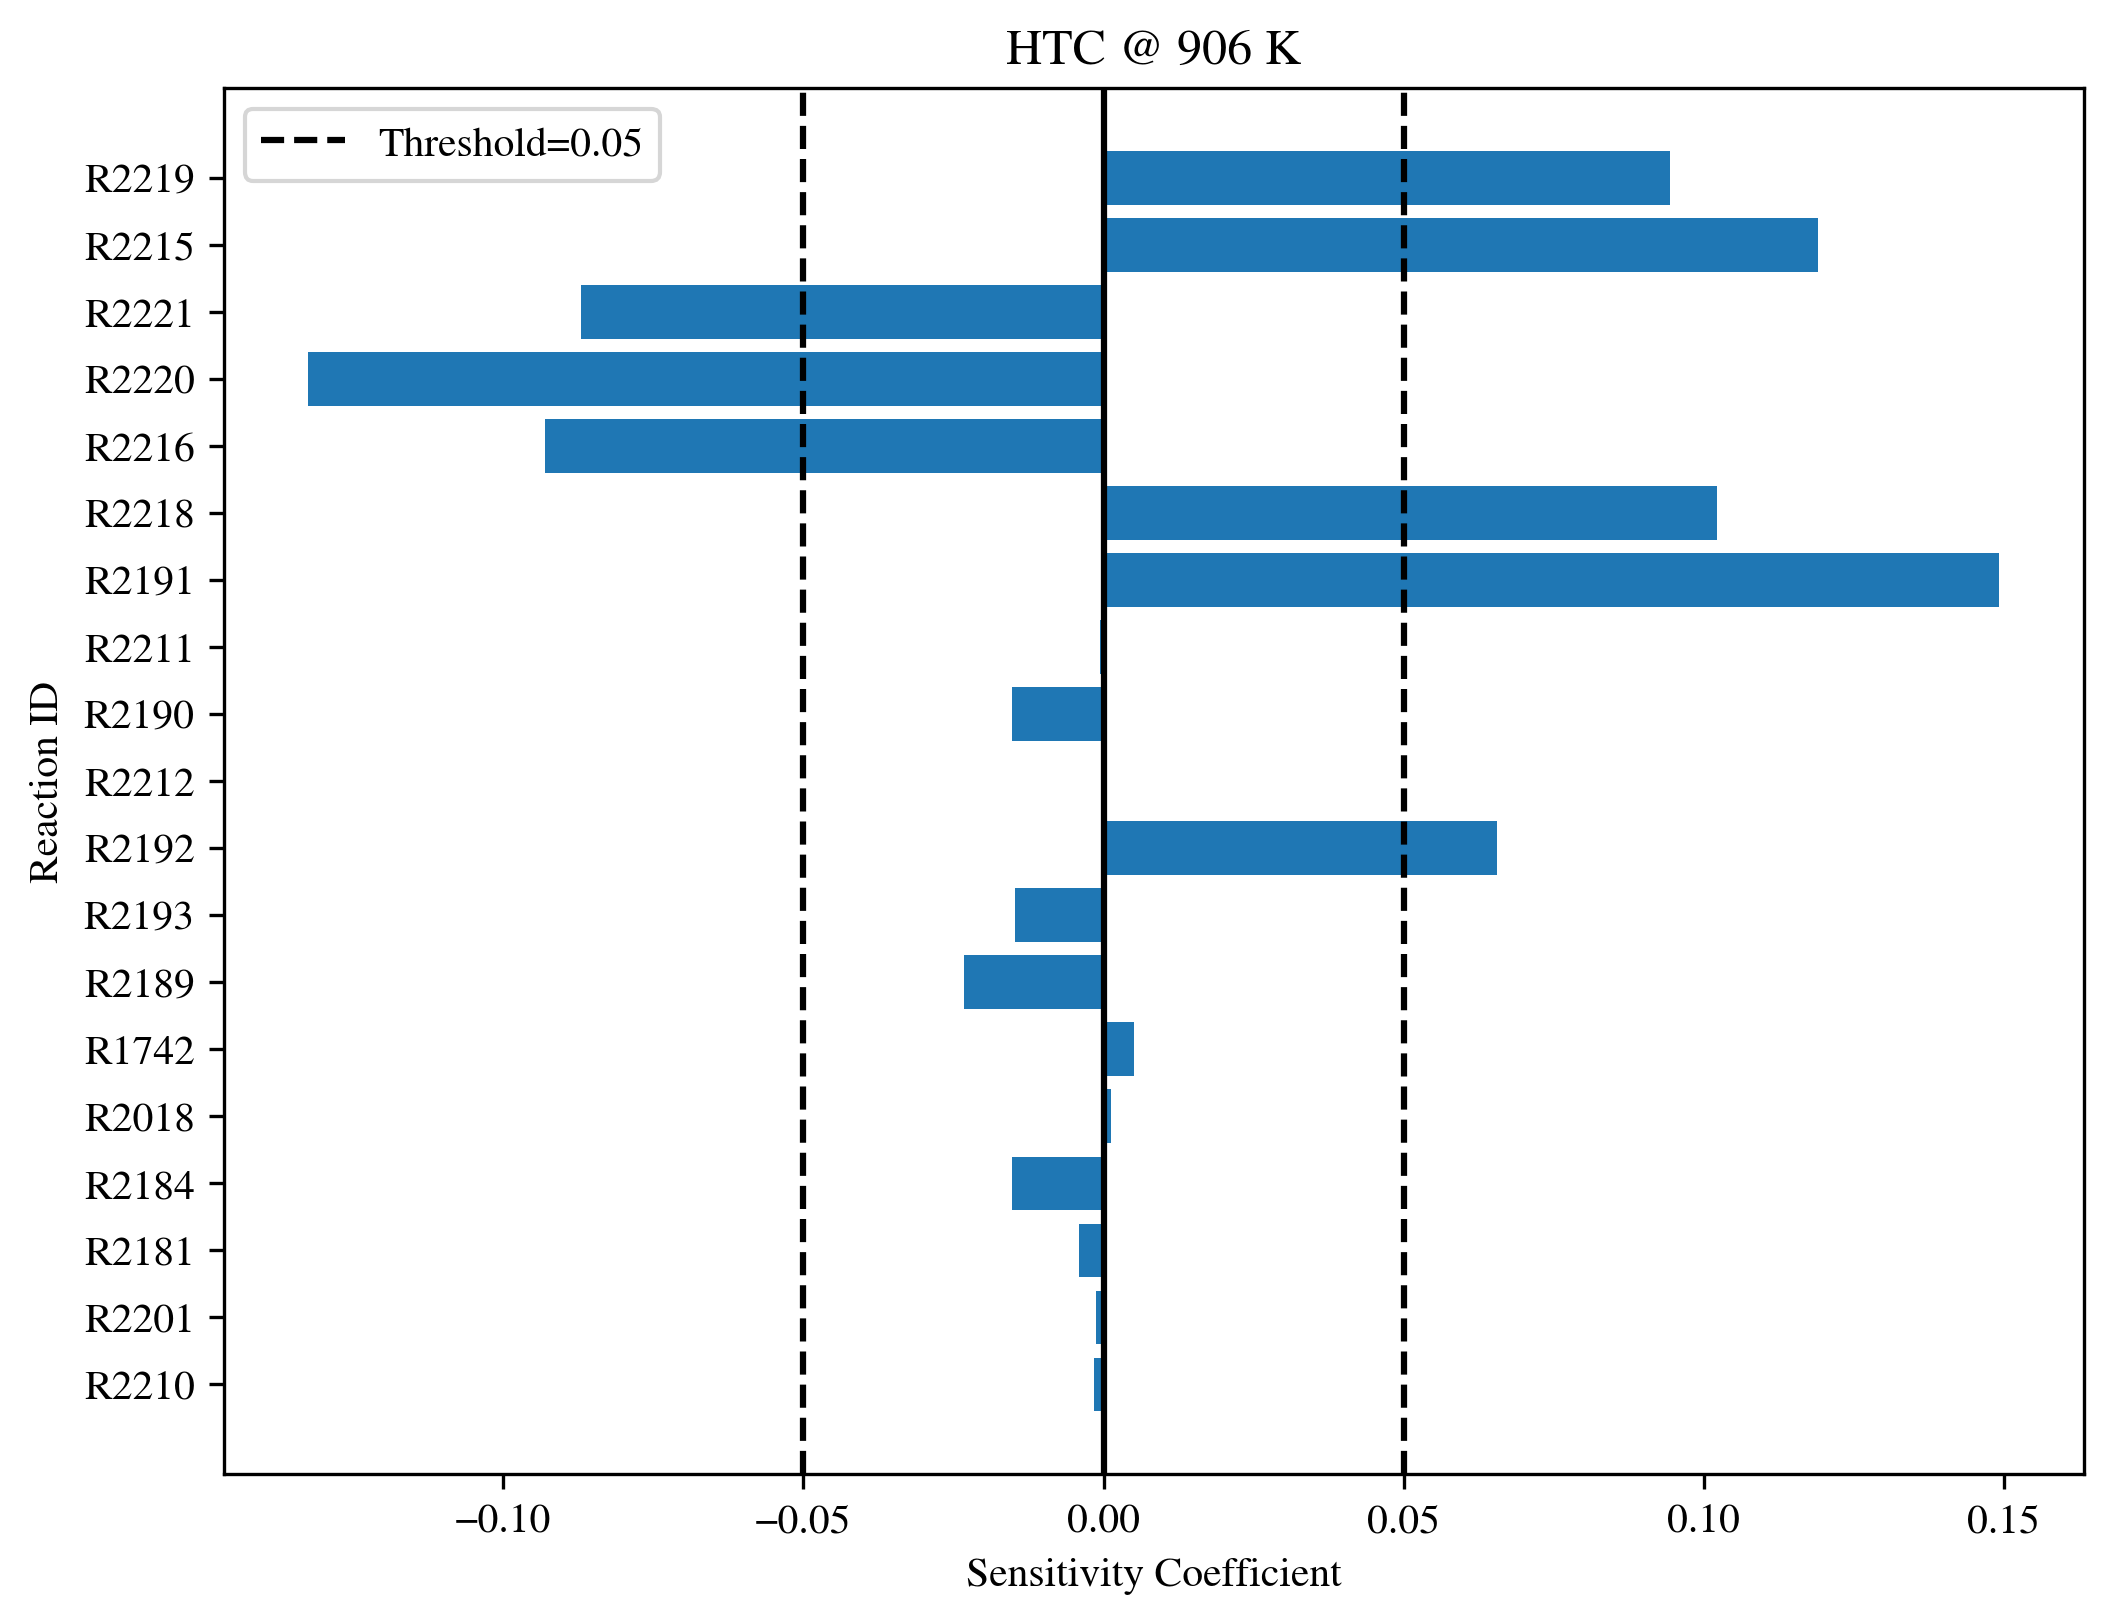 HTC @ 906 K
Threshold=0.05
R2219
R2215
R2221
R2220
R2216
R2218
R2191
R2211
R2190
R2212
R2192
R2193
R2189
R1742
R2018
R2184
R2181
R2201
R2210
Reaction ID
−0.10 −0.05 0.00 0.05 0.10 0.15
Sensitivity Coefficient